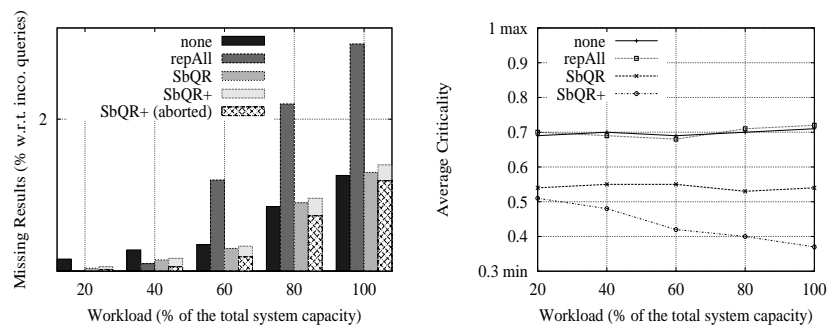 Missing Results (% w.r.t. inco. queries)
2
none
repAll
SbQR
SbQR+
SbQR+ (aborted)
20 40 60 80 100
Workload (% of the total system capacity)
Average Criticality
1 max
0.9
0.8
0.7
0.6
0.5
0.4
0.3 min
none
repAll
SbQR
SbQR+
20 40 60 80 100
Workload (% of the total system capacity)